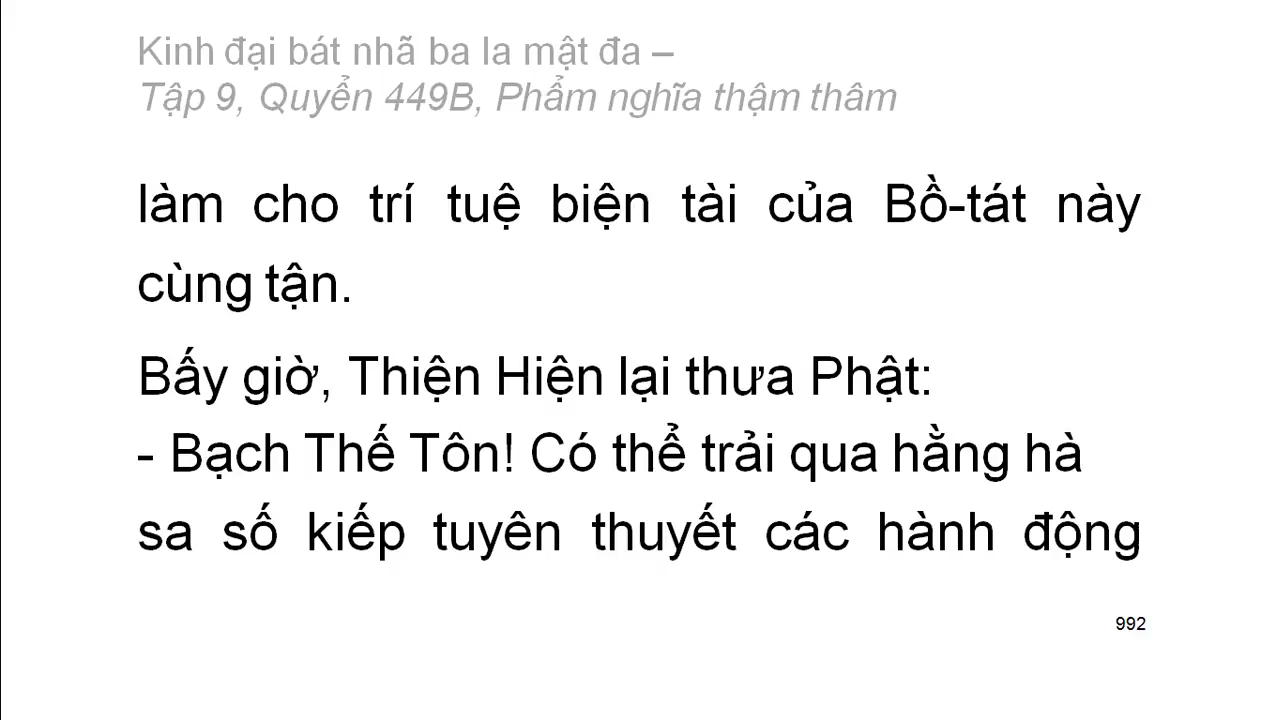 Kinh đại bát nhã ba la mật đa –
Tập 9, Quyển 449B, Phẩm nghĩa thậm thâm
làm cho trí tuệ biện tài của Bồ-tát này
cùng tận.
Bấy giờ, Thiện Hiện lại thưa Phật:
- Bạch Thế Tôn! Có thể trải qua hằng hà
sa số kiếp tuyên thuyết các hành động
992